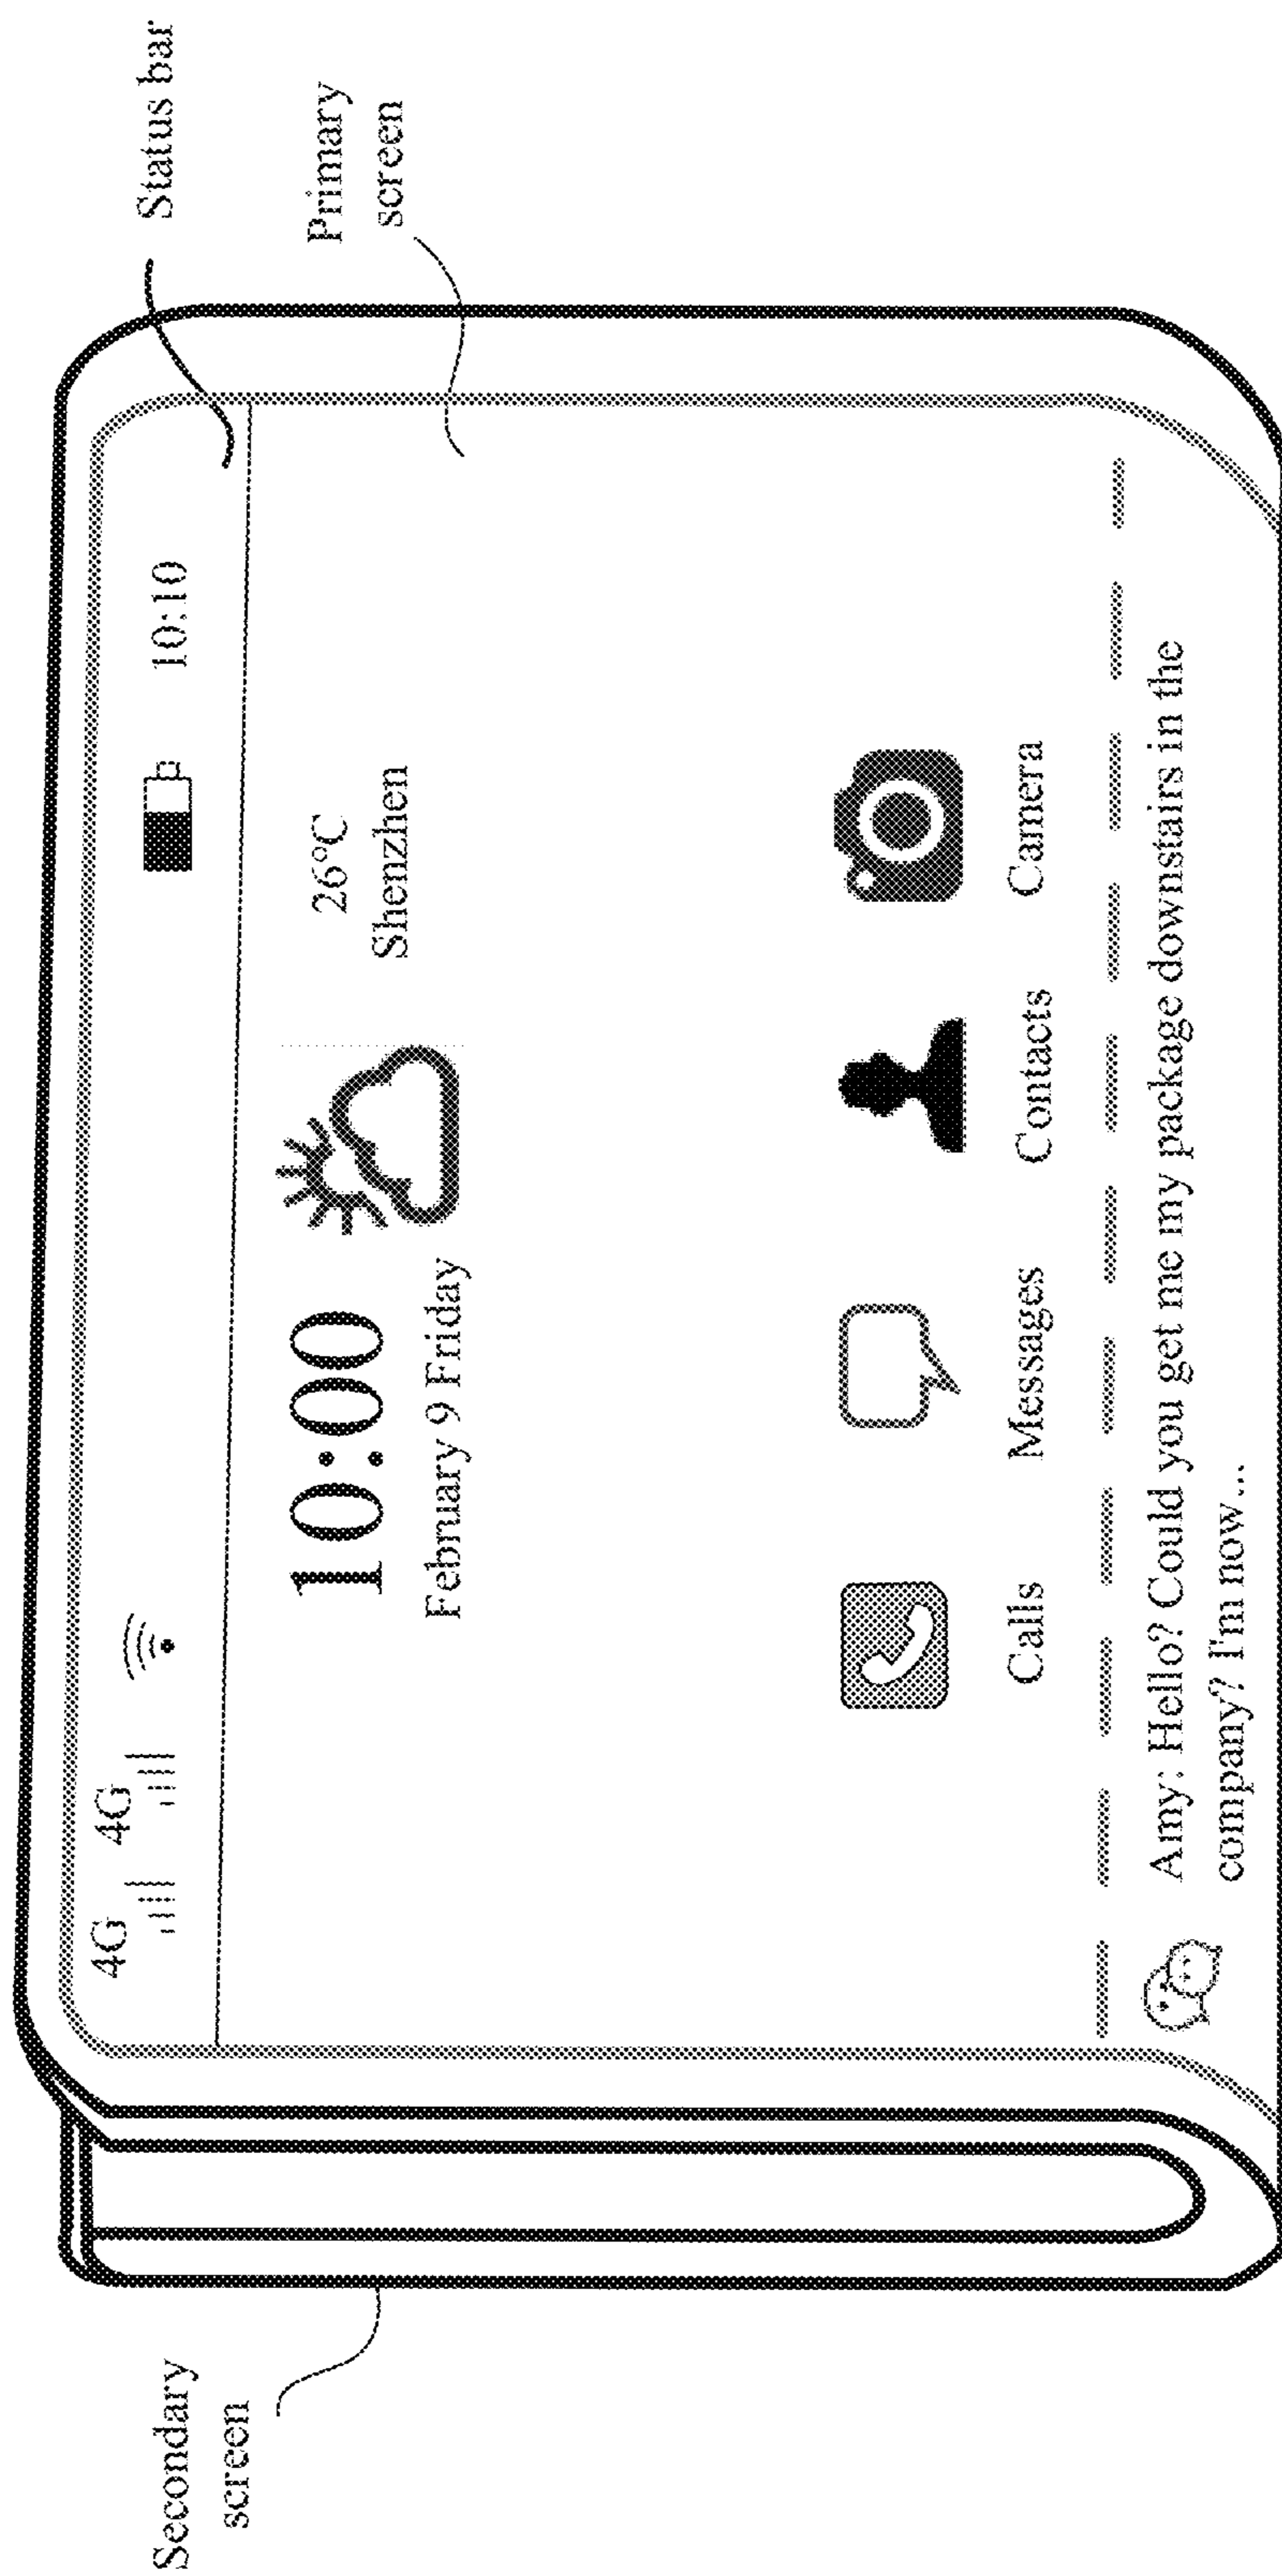 Status bar
Primary
screen
Secondary
screen
4G 4G 10:10
10:00
February 9 Friday
26°C
Shenzhen
Calls Messages Contacts Camera
Amy: Hello? Could you get me my package downstairs in the
company? I'm now...